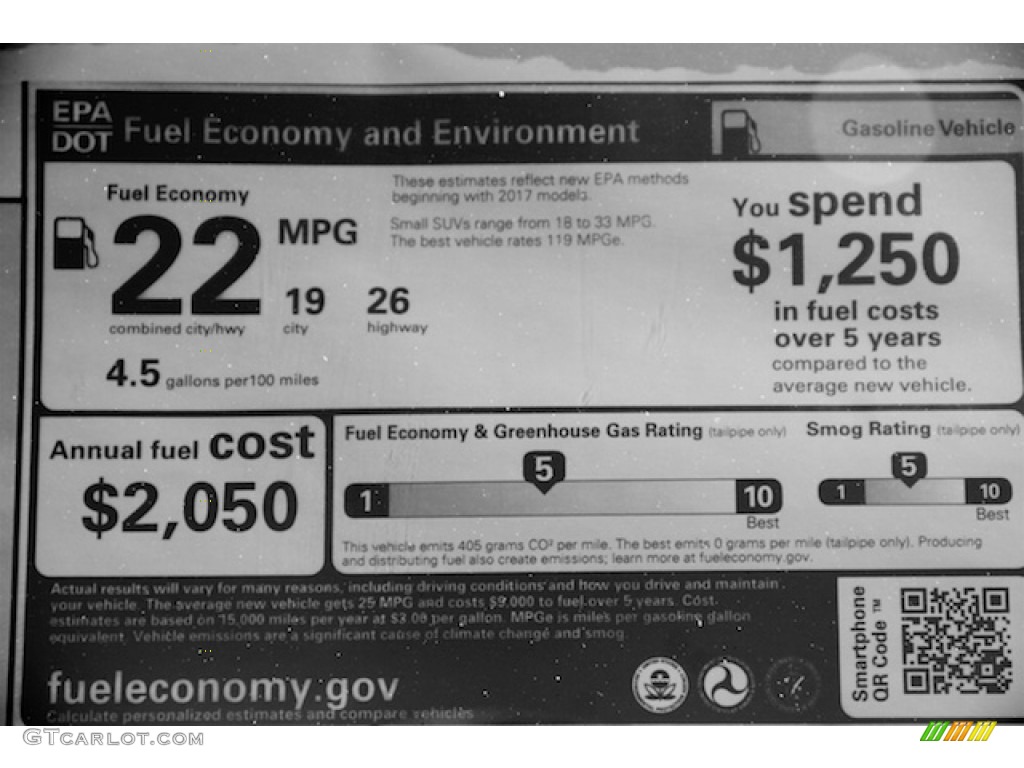 EPA
DOT
Fuel Economy and Environment
Gasoline Vehicle
Fuel Economy
22 MPG
combined city/hwy
19
city
26
highway
4.5 gallons per 100 miles
These estimates reflect new EPA methods
beginning with 2017 models.
Small SUVs range from 18 to 33 MPG.
The best vehicle rates 119 MPGe.
You spend
$1,250
in fuel costs
over 5 years
compared to the
average new vehicle.
Annual fuel cost
$2,050
Fuel Economy & Greenhouse Gas Rating (tailpipe only)
5
1
10
Best
Smog Rating (tailpipe only)
5
1
10
Best
This vehicle emits 405 grams CO² per mile. The best emits 0 grams per mile (tailpipe only). Producing
and distributing fuel also create emissions; learn more at fueleconomy.gov.
Actual results will vary for many reasons, including driving conditions and how you drive and maintain
your vehicle. The average new vehicle gets 25 MPG and costs $9,000 to fuel over 5 years. Cost
estimates are based on 15,000 miles per year at $3.00 per gallon. MPGe is miles per gasoline gallon
equivalent. Vehicle emissions are a significant cause of climate change and smog.
fueleconomy.gov
Calculate personalized estimates and compare vehicles
Smartphone
QR Code™
GTcarlot.com